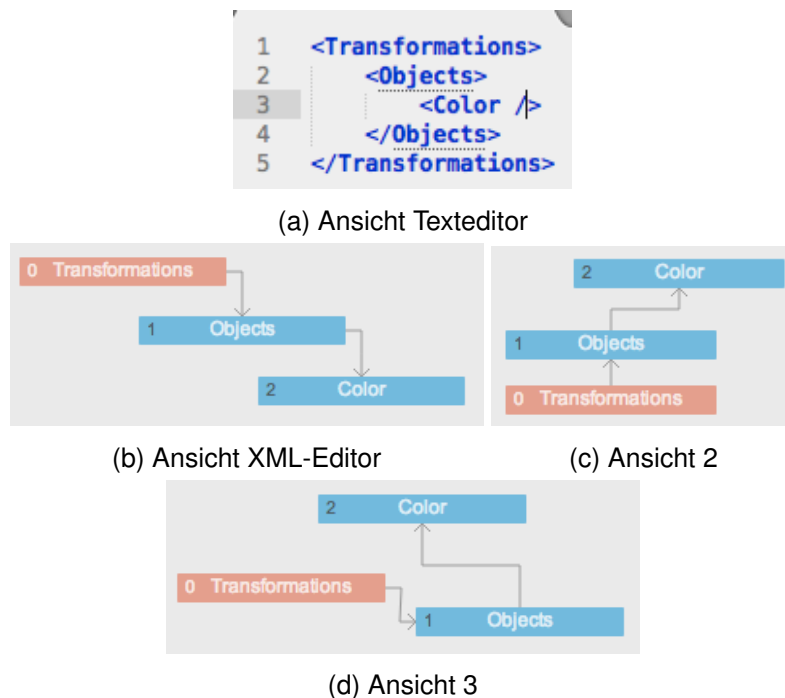 1 <Transformations>
2 <Objects>
3 <Color />
4 </Objects>
5 </Transformations>
(a) Ansicht Texteditor
0 Transformations
1 Objects
2 Color
(b) Ansicht XML-Editor
2 Color
1 Objects
0 Transformations
(c) Ansicht 2
2 Color
0 Transformations
1 Objects
(d) Ansicht 3